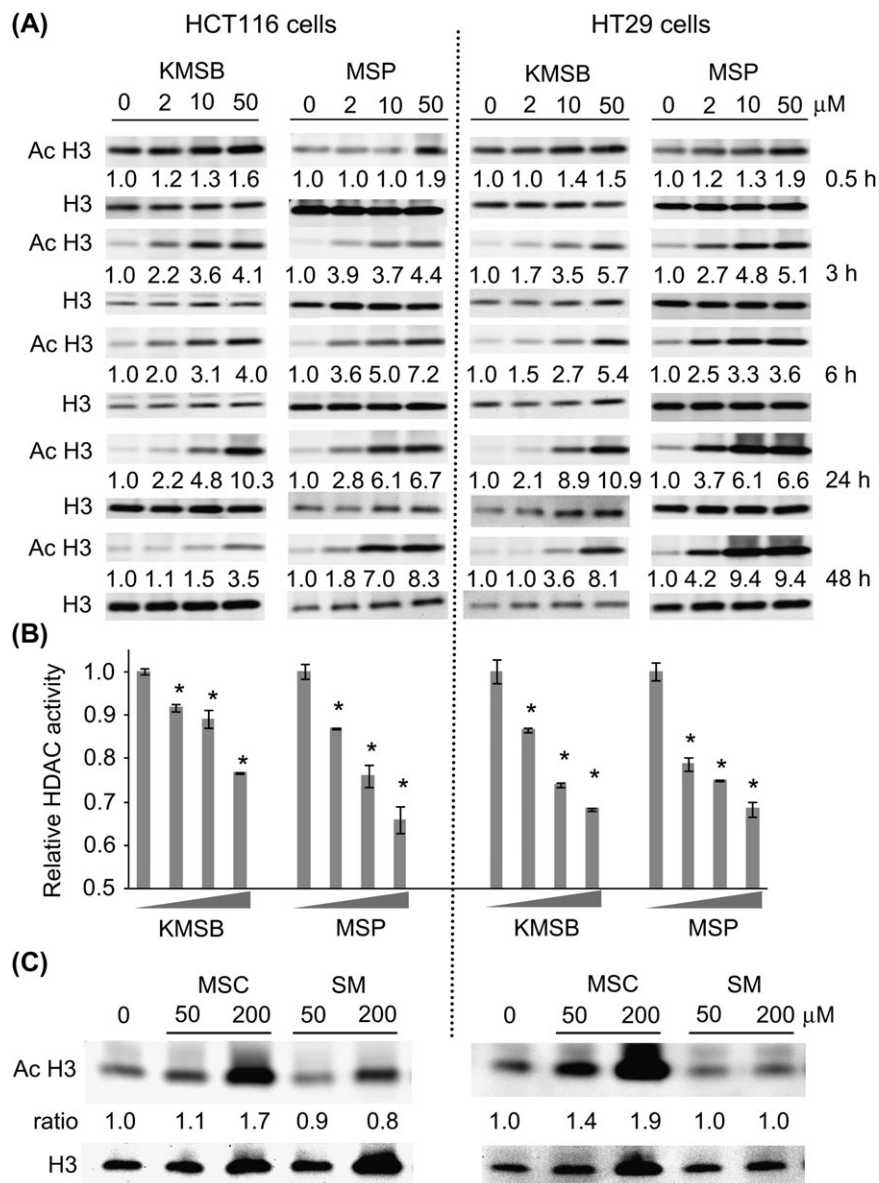 (A)
HCT116 cells HT29 cells
KMSB MSP KMSB MSP
0 2 10 50 0 2 10 50 0 2 10 50 0 2 10 50 μM
Ac H3
1.0 1.2 1.3 1.6 1.0 1.0 1.0 1.9 1.0 1.0 1.4 1.5 1.0 1.2 1.3 1.9 0.5 h
H3
Ac H3
1.0 2.2 3.6 4.1 1.0 3.9 3.7 4.4 1.0 1.7 3.5 5.7 1.0 2.7 4.8 5.1 3 h
H3
Ac H3
1.0 2.0 3.1 4.0 1.0 3.6 5.0 7.2 1.0 1.5 2.7 5.4 1.0 2.5 3.3 3.6 6 h
H3
Ac H3
1.0 2.2 4.8 10.3 1.0 2.8 6.1 6.7 1.0 2.1 8.9 10.9 1.0 3.7 6.1 6.6 24 h
H3
Ac H3
1.0 1.1 1.5 3.5 1.0 1.8 7.0 8.3 1.0 1.0 3.6 8.1 1.0 4.2 9.4 9.4 48 h
H3
(B)
Relative HDAC activity
1.0
0.9
0.8
0.7
0.6
0.5
* * * * * * * * * * * *
KMSB MSP KMSB MSP
(C)
MSC SM MSC SM
0 50 200 50 200 0 50 200 50 200 μM
Ac H3
ratio 1.0 1.1 1.7 0.9 0.8 1.0 1.4 1.9 1.0 1.0
H3